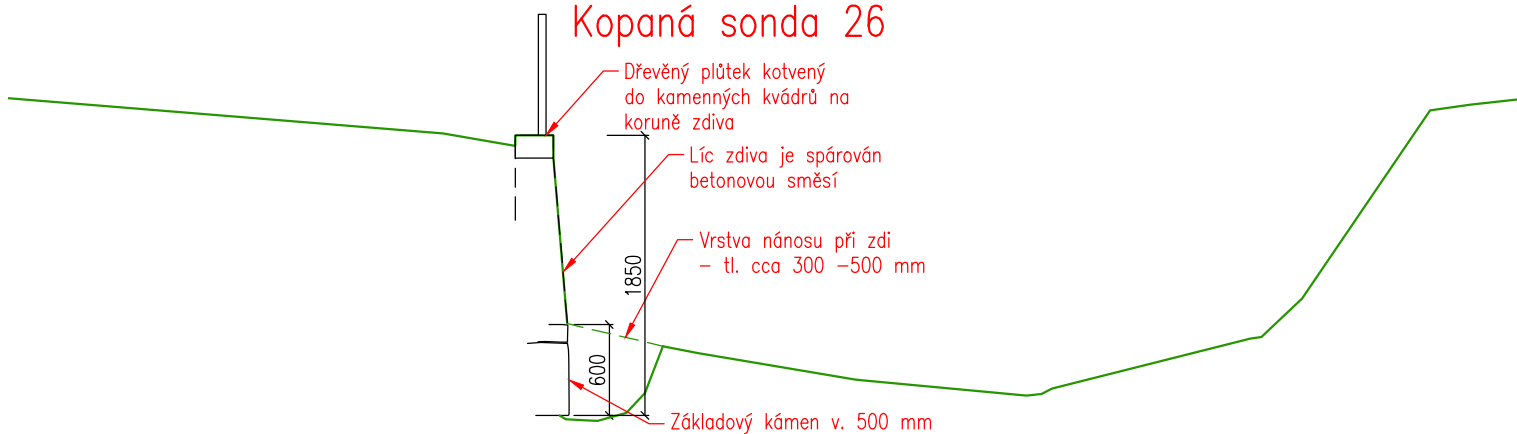 Kopaná sonda 26
Dřevěný plůtek kotvený
do kamenných kvádrů na
koruně zdiva
Líc zdiva je spárován
betonovou směsí
Vrstva nánosu při zdi
- tl. cca 300 -500 mm
1850
600
Základový kámen v. 500 mm